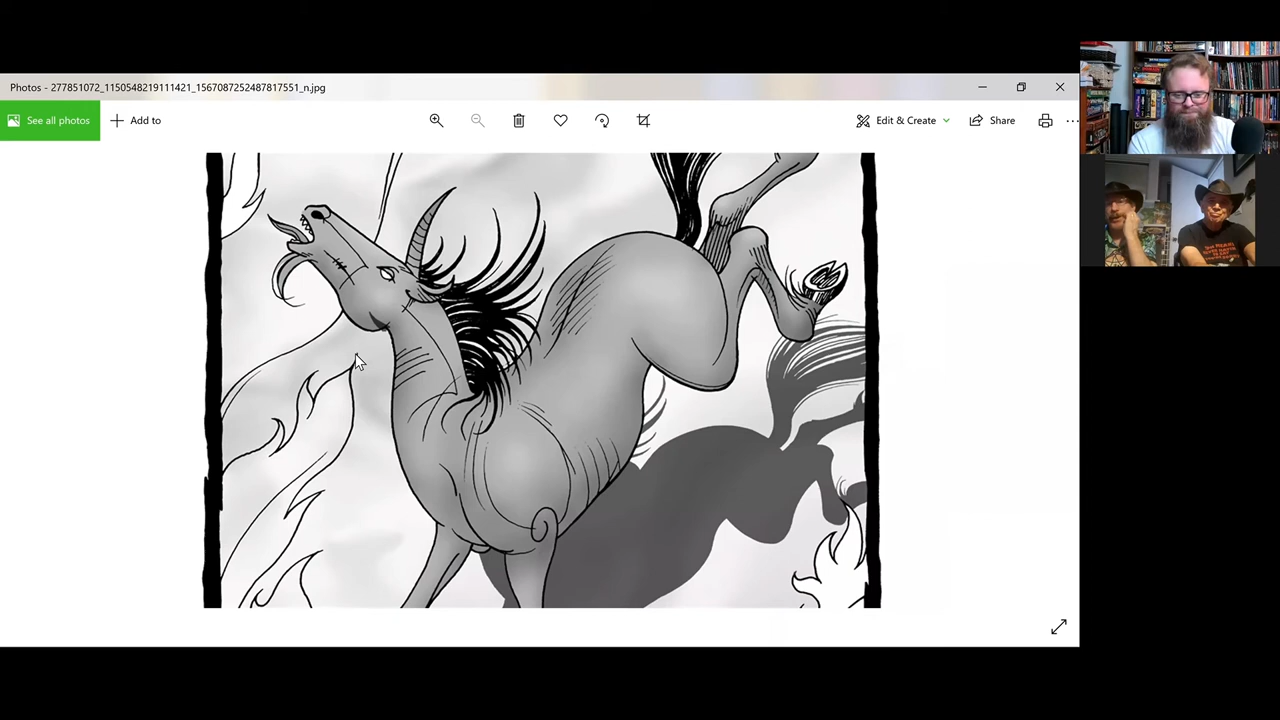 Photos - 277851072_1150548219111421_1567087252487817551_n.jpg
See all photos
Add to
Edit & Create
Share